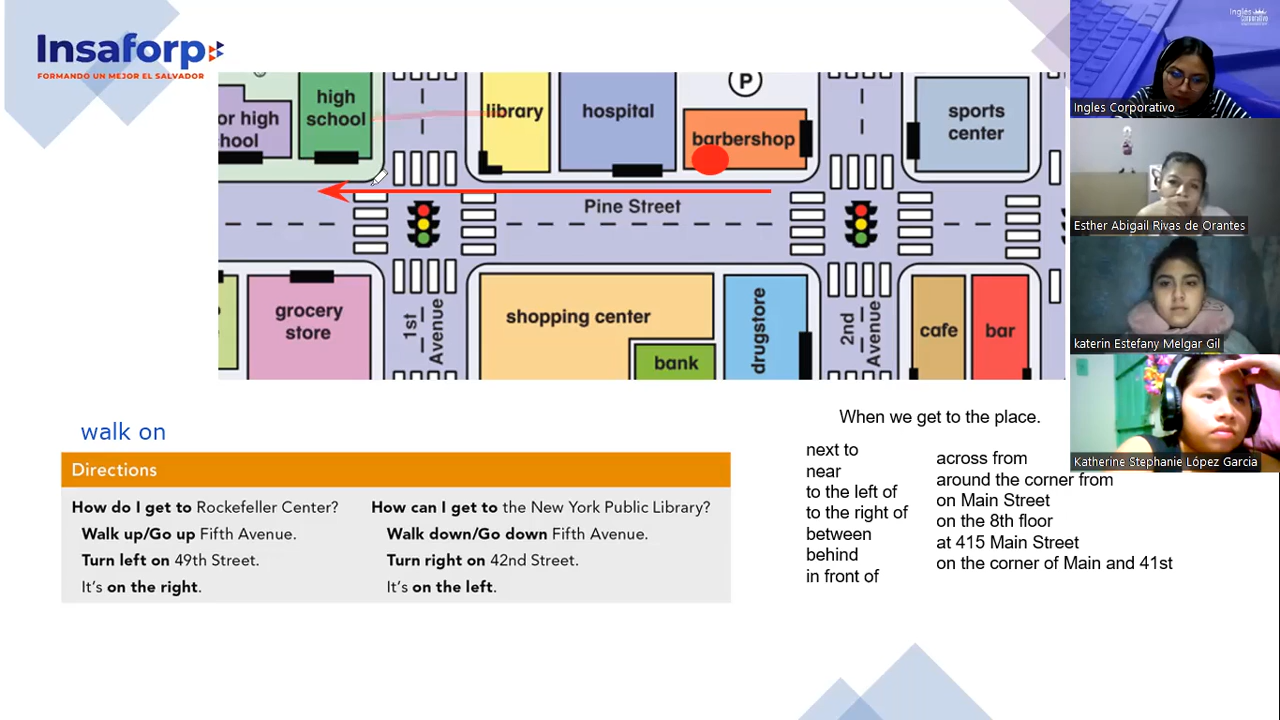 Insaforp
FORMANDO UN MEJOR EL SALVADOR
high
school
or high
hool
library
hospital
P
barbershop
sports
center
Pine Street
grocery
store
1st
Avenue
shopping center
bank
drugstore
2nd
Avenue
cafe
bar
Inglés
Corporativo
Ingles Corporativo
Esther Abigail Rivas de Orantes
katerin Estefany Melgar Gil
Katherine Stephanie López Garcia
walk on
Directions
How do I get to Rockefeller Center?
Walk up/Go up Fifth Avenue.
Turn left on 49th Street.
It's on the right.
How can I get to the New York Public Library?
Walk down/Go down Fifth Avenue.
Turn right on 42nd Street.
It's on the left.
When we get to the place.
next to
near
to the left of
to the right of
between
behind
in front of
across from
around the corner from
on Main Street
on the 8th floor
at 415 Main Street
on the corner of Main and 41st